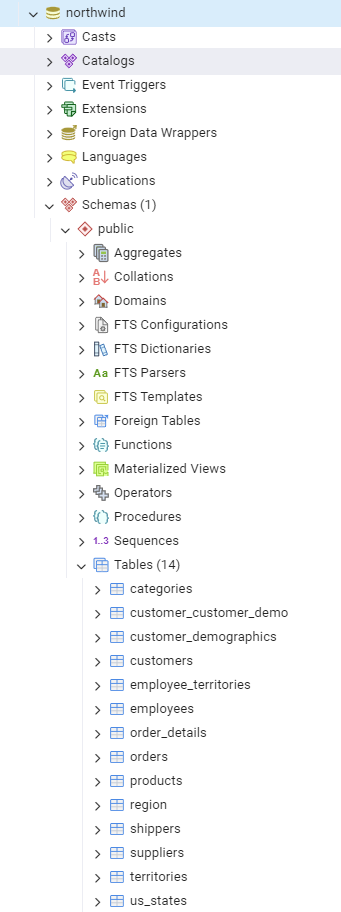 northwind
Casts
Catalogs
Event Triggers
Extensions
Foreign Data Wrappers
Languages
Publications
Schemas (1)
public
Aggregates
Collations
Domains
FTS Configurations
FTS Dictionaries
Aa FTS Parsers
FTS Templates
Foreign Tables
Functions
Materialized Views
Operators
Procedures
1..3 Sequences
Tables (14)
categories
customer_customer_demo
customer_demographics
customers
employee_territories
employees
order_details
orders
products
region
shippers
suppliers
territories
us_states